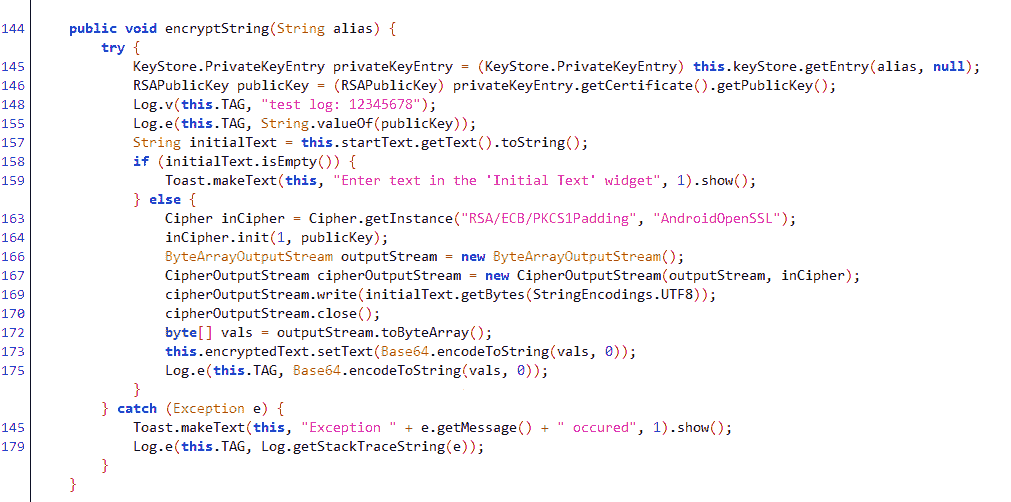 144 public void encryptString(String alias) {
try {
145 KeyStore.PrivateKeyEntry privateKeyEntry = (KeyStore.PrivateKeyEntry) this.keyStore.getEntry(alias, null);
146 RSAPublicKey publicKey = (RSAPublicKey) privateKeyEntry.getCertificate().getPublicKey();
148 Log.v(this.TAG, "test log: 12345678");
155 Log.e(this.TAG, String.valueOf(publicKey));
157 String initialText = this.startText.getText().toString();
158 if (initialText.isEmpty()) {
159 Toast.makeText(this, "Enter text in the 'Initial Text' widget", 1).show();
} else {
163 Cipher inCipher = Cipher.getInstance("RSA/ECB/PKCS1Padding", "AndroidOpenSSL");
164 inCipher.init(1, publicKey);
166 ByteArrayOutputStream outputStream = new ByteArrayOutputStream();
167 CipherOutputStream cipherOutputStream = new CipherOutputStream(outputStream, inCipher);
169 cipherOutputStream.write(initialText.getBytes(StringEncodings.UTF8));
170 cipherOutputStream.close();
172 byte[] vals = outputStream.toByteArray();
173 this.encryptedText.setText(Base64.encodeToString(vals, 0));
175 Log.e(this.TAG, Base64.encodeToString(vals, 0));
}
} catch (Exception e) {
145 Toast.makeText(this, "Exception " + e.getMessage() + " occured", 1).show();
179 Log.e(this.TAG, Log.getStackTraceString(e));
}
}